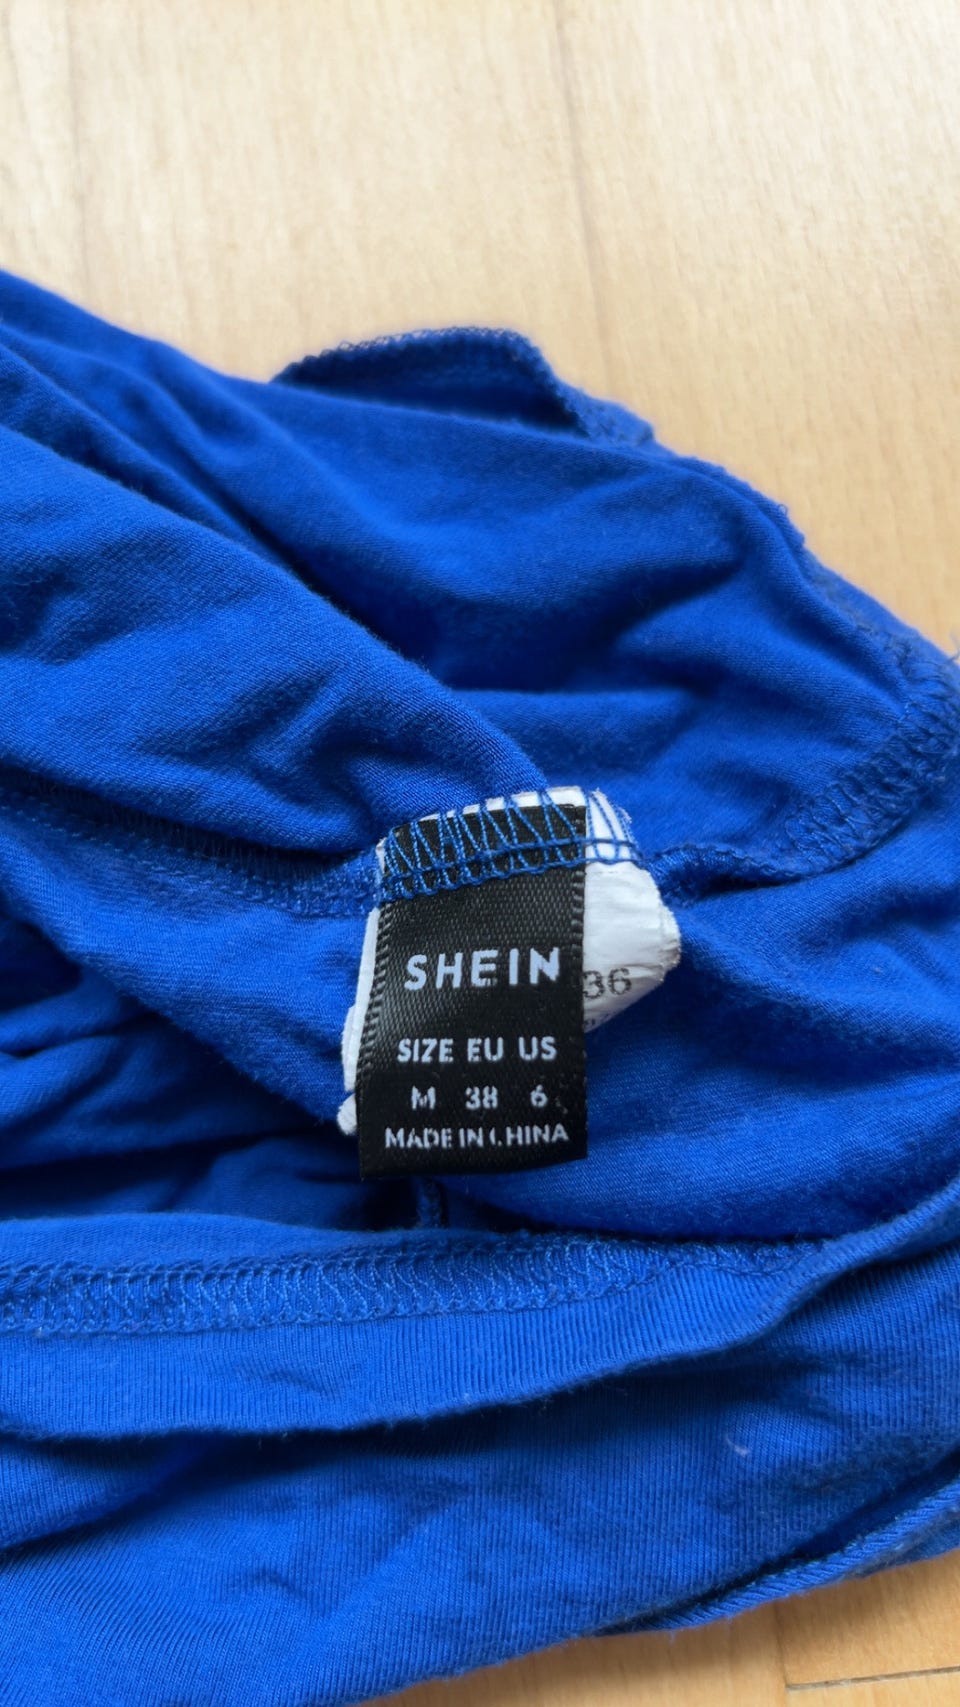 SHEIN
36
SIZE EU US
M 38 6
MADE IN CHINA